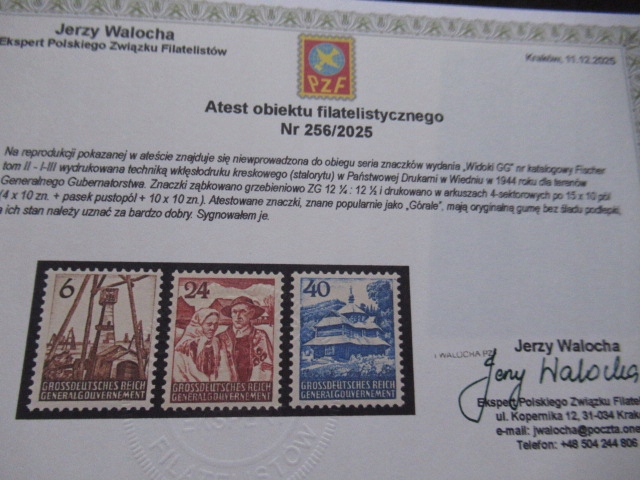 Jerzy Walocha
Ekspert Polskiego Związku Filatelistów
Kraków, 11.12.2025
PZF
Atest obiektu filatelistycznego
Nr 256/2025
Na reprodukcji pokazanej w ateście znajduje się niewprowadzona do obiegu seria znaczków wydania „Widoki GG” nr katalogowy Fischer
tom II - I-III wydrukowana techniką wklęsłodruku kreskowego (stalorytu) w Państwowej Drukarni w Wiedniu w 1944 roku dla terenów
Generalnego Gubernatorstwa. Znaczki ząbkowano grzebieniowo ZG 12 ¼ : 12 ½ i drukowano w arkuszach 4-sektorowych po 15 x 10 pól
(4 x 10 zn. + pasek pustopól + 10 x 10 zn.). Atestowane znaczki, znane popularnie jako „Górale”, mają oryginalną gumę bez śladu podlepki,
a ich stan należy uznać za bardzo dobry. Sygnowałem je.
6
GROSSDEUTSCHES REICH
GENERALGOUVERNEMENT
24
GROSSDEUTSCHES REICH
GENERALGOUVERNEMENT
40
GROSSDEUTSCHES REICH
GENERALGOUVERNEMENT
WALOCHA PZF
Jerzy Walocha
Jerzy Walocha
Ekspert Polskiego Związku Filatel
ul. Kopernika 12, 31-034 Krak
e-mail: jwalocha@poczta.one
Telefon: +48 504 244 806
FILATELISTÓW